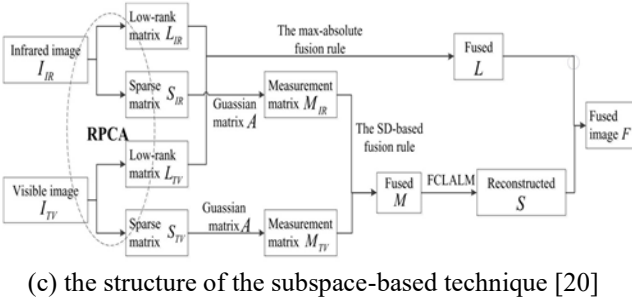 Infrared image
I_IR
Low-rank
matrix L_IR
Sparse
matrix S_IR
RPCA
Visible image
I_TV
Low-rank
matrix L_TV
Sparse
matrix S_TV
The max-absolute
fusion rule
Guassian
matrix A
Measurement
matrix M_IR
Guassian
matrix A
Measurement
matrix M_TV
The SD-based
fusion rule
Fused
L
Fused
M
FCLALM
Reconstructed
S
Fused
image F
(c) the structure of the subspace-based technique [20]